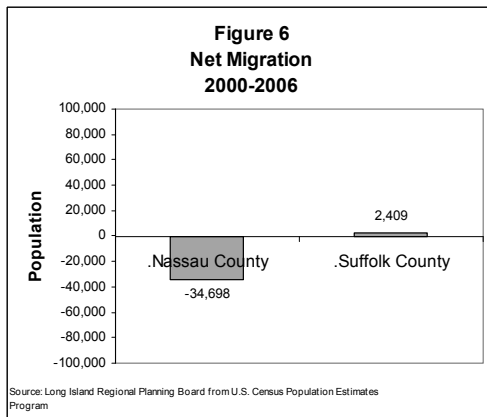 Figure 6
Net Migration
2000-2006
Population
100,000
80,000
60,000
40,000
20,000
0
-20,000
-40,000
-60,000
-80,000
-100,000
2,409
.Nassau County
.Suffolk County
-34,698
Source: Long Island Regional Planning Board from U.S. Census Population Estimates
Program